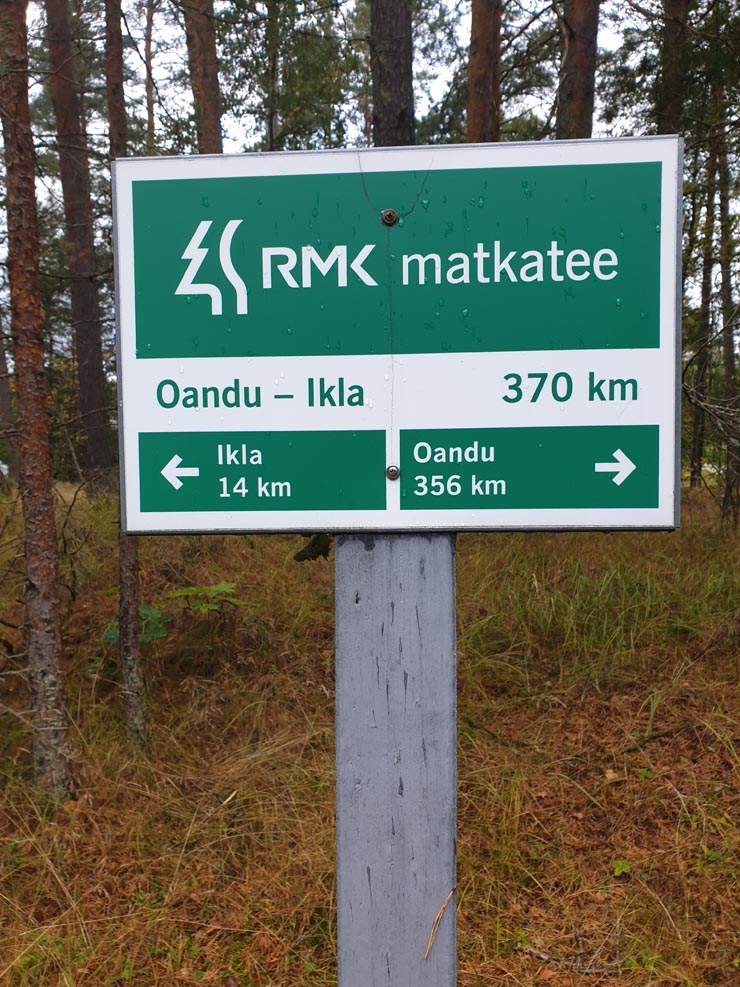 RMK matkatee
Oandu – Ikla 370 km
← Ikla
14 km
Oandu →
356 km